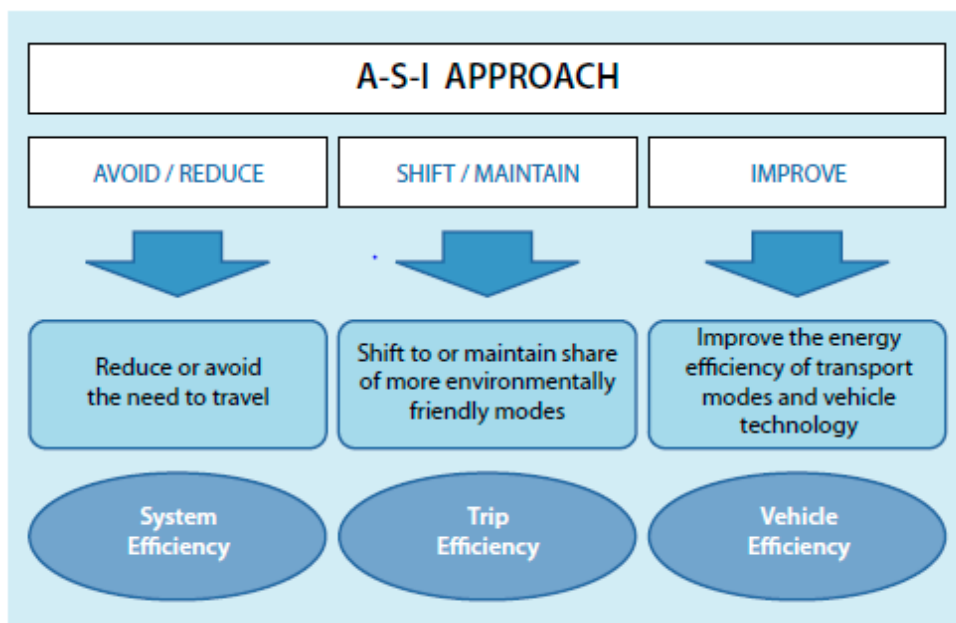 A-S-I APPROACH
AVOID / REDUCE
SHIFT / MAINTAIN
IMPROVE
Reduce or avoid
the need to travel
Shift to or maintain share
of more environmentally
friendly modes
Improve the energy
efficiency of transport
modes and vehicle
technology
System
Efficiency
Trip
Efficiency
Vehicle
Efficiency